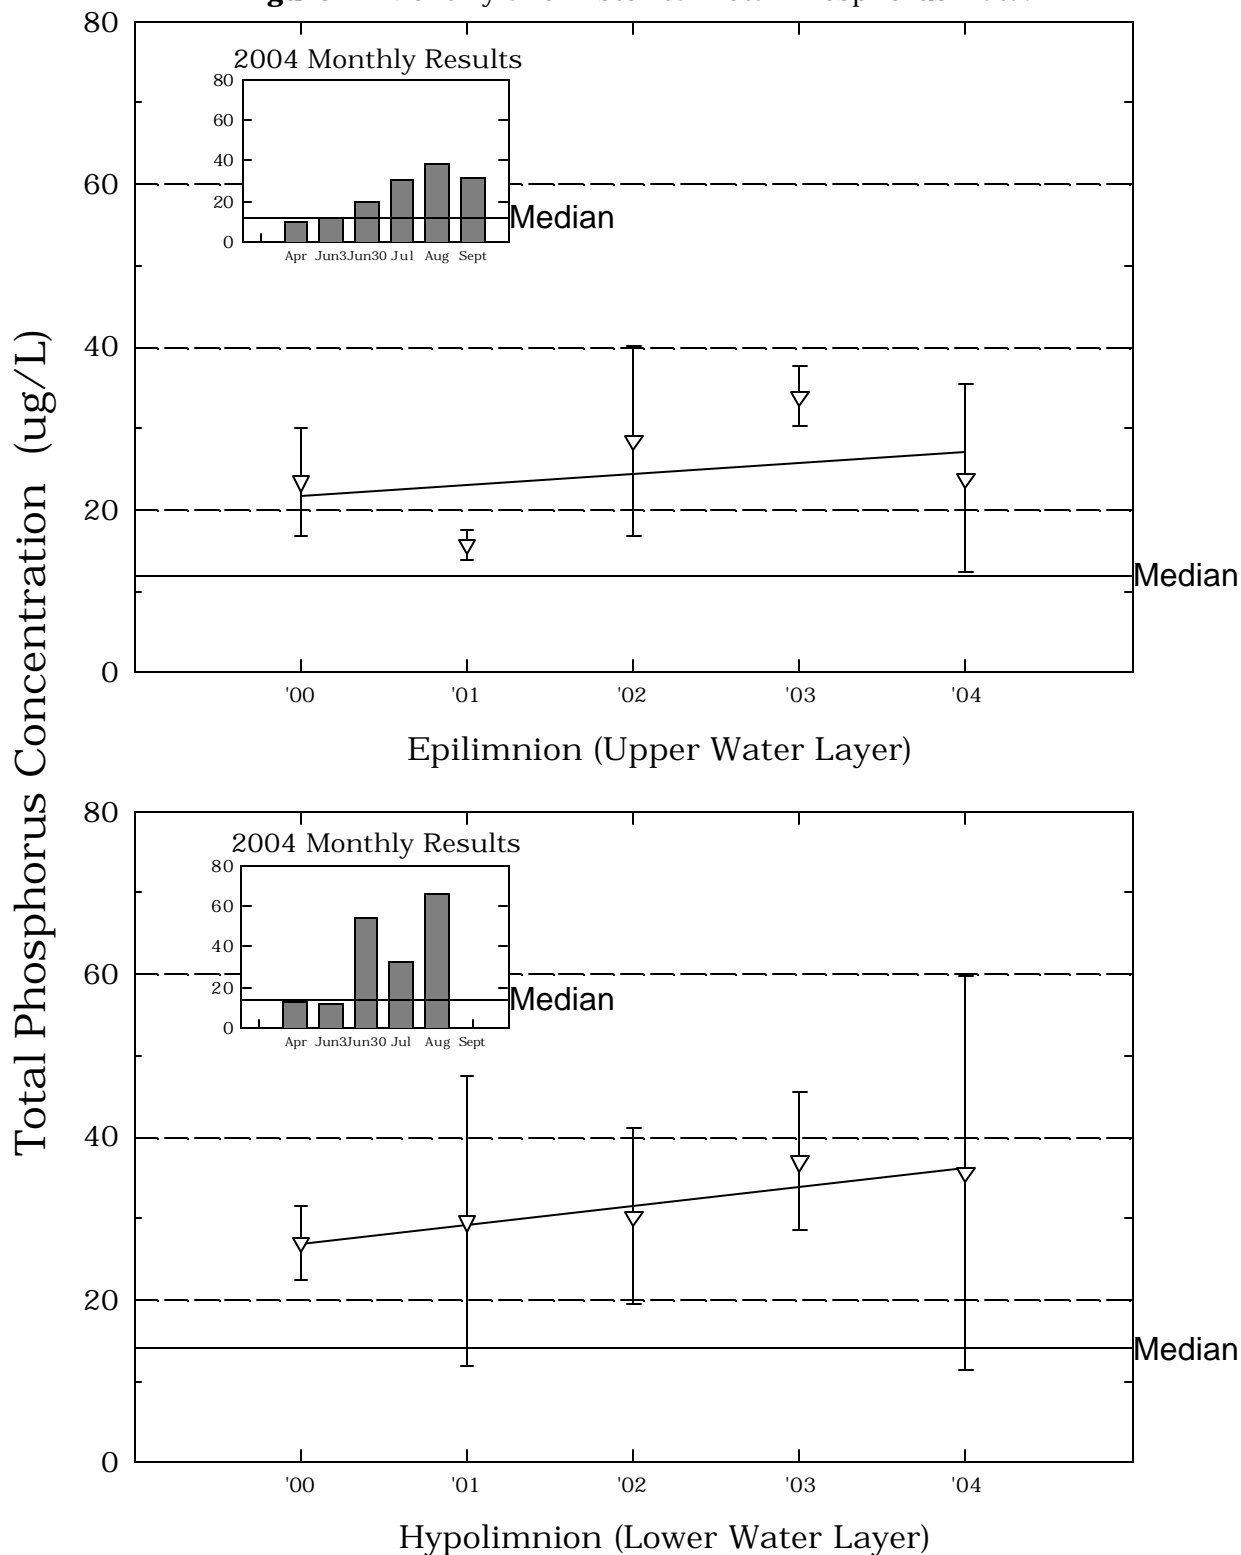 2004 Monthly Results
80
60
40
20
0
Median
Apr Jun3 Jun30 Jul Aug Sept
80
60
40
20
0
Median
'00 '01 '02 '03 '04
Epilimnion (Upper Water Layer)
Total Phosphorus Concentration (ug/L)
2004 Monthly Results
80
60
40
20
0
Median
Apr Jun3 Jun30 Jul Aug Sept
80
60
40
20
0
Median
'00 '01 '02 '03 '04
Hypolimnion (Lower Water Layer)